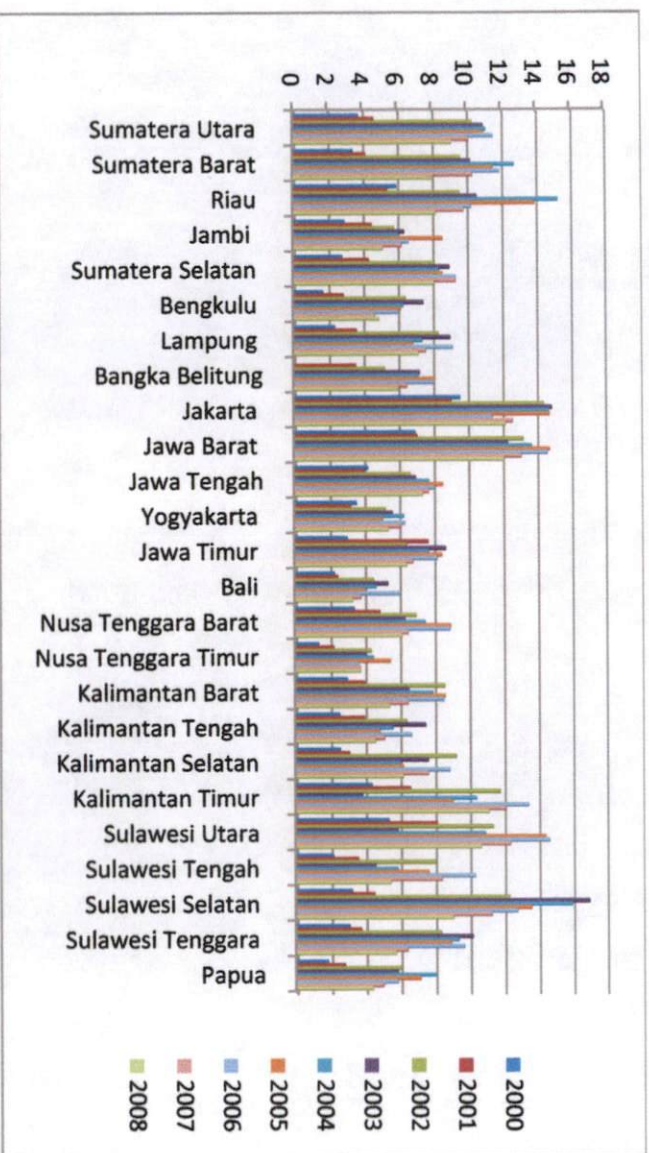 0 2 4 6 8 10 12 14 16 18
Sumatera Utara
Sumatera Barat
Riau
Jambi
Sumatera Selatan
Bengkulu
Lampung
Bangka Belitung
Jakarta
Jawa Barat
Jawa Tengah
Yogyakarta
Jawa Timur
Bali
Nusa Tenggara Barat
Nusa Tenggara Timur
Kalimantan Barat
Kalimantan Tengah
Kalimantan Selatan
Kalimantan Timur
Sulawesi Utara
Sulawesi Tengah
Sulawesi Selatan
Sulawesi Tenggara
Papua
2000
2001
2002
2003
2004
2005
2006
2007
2008